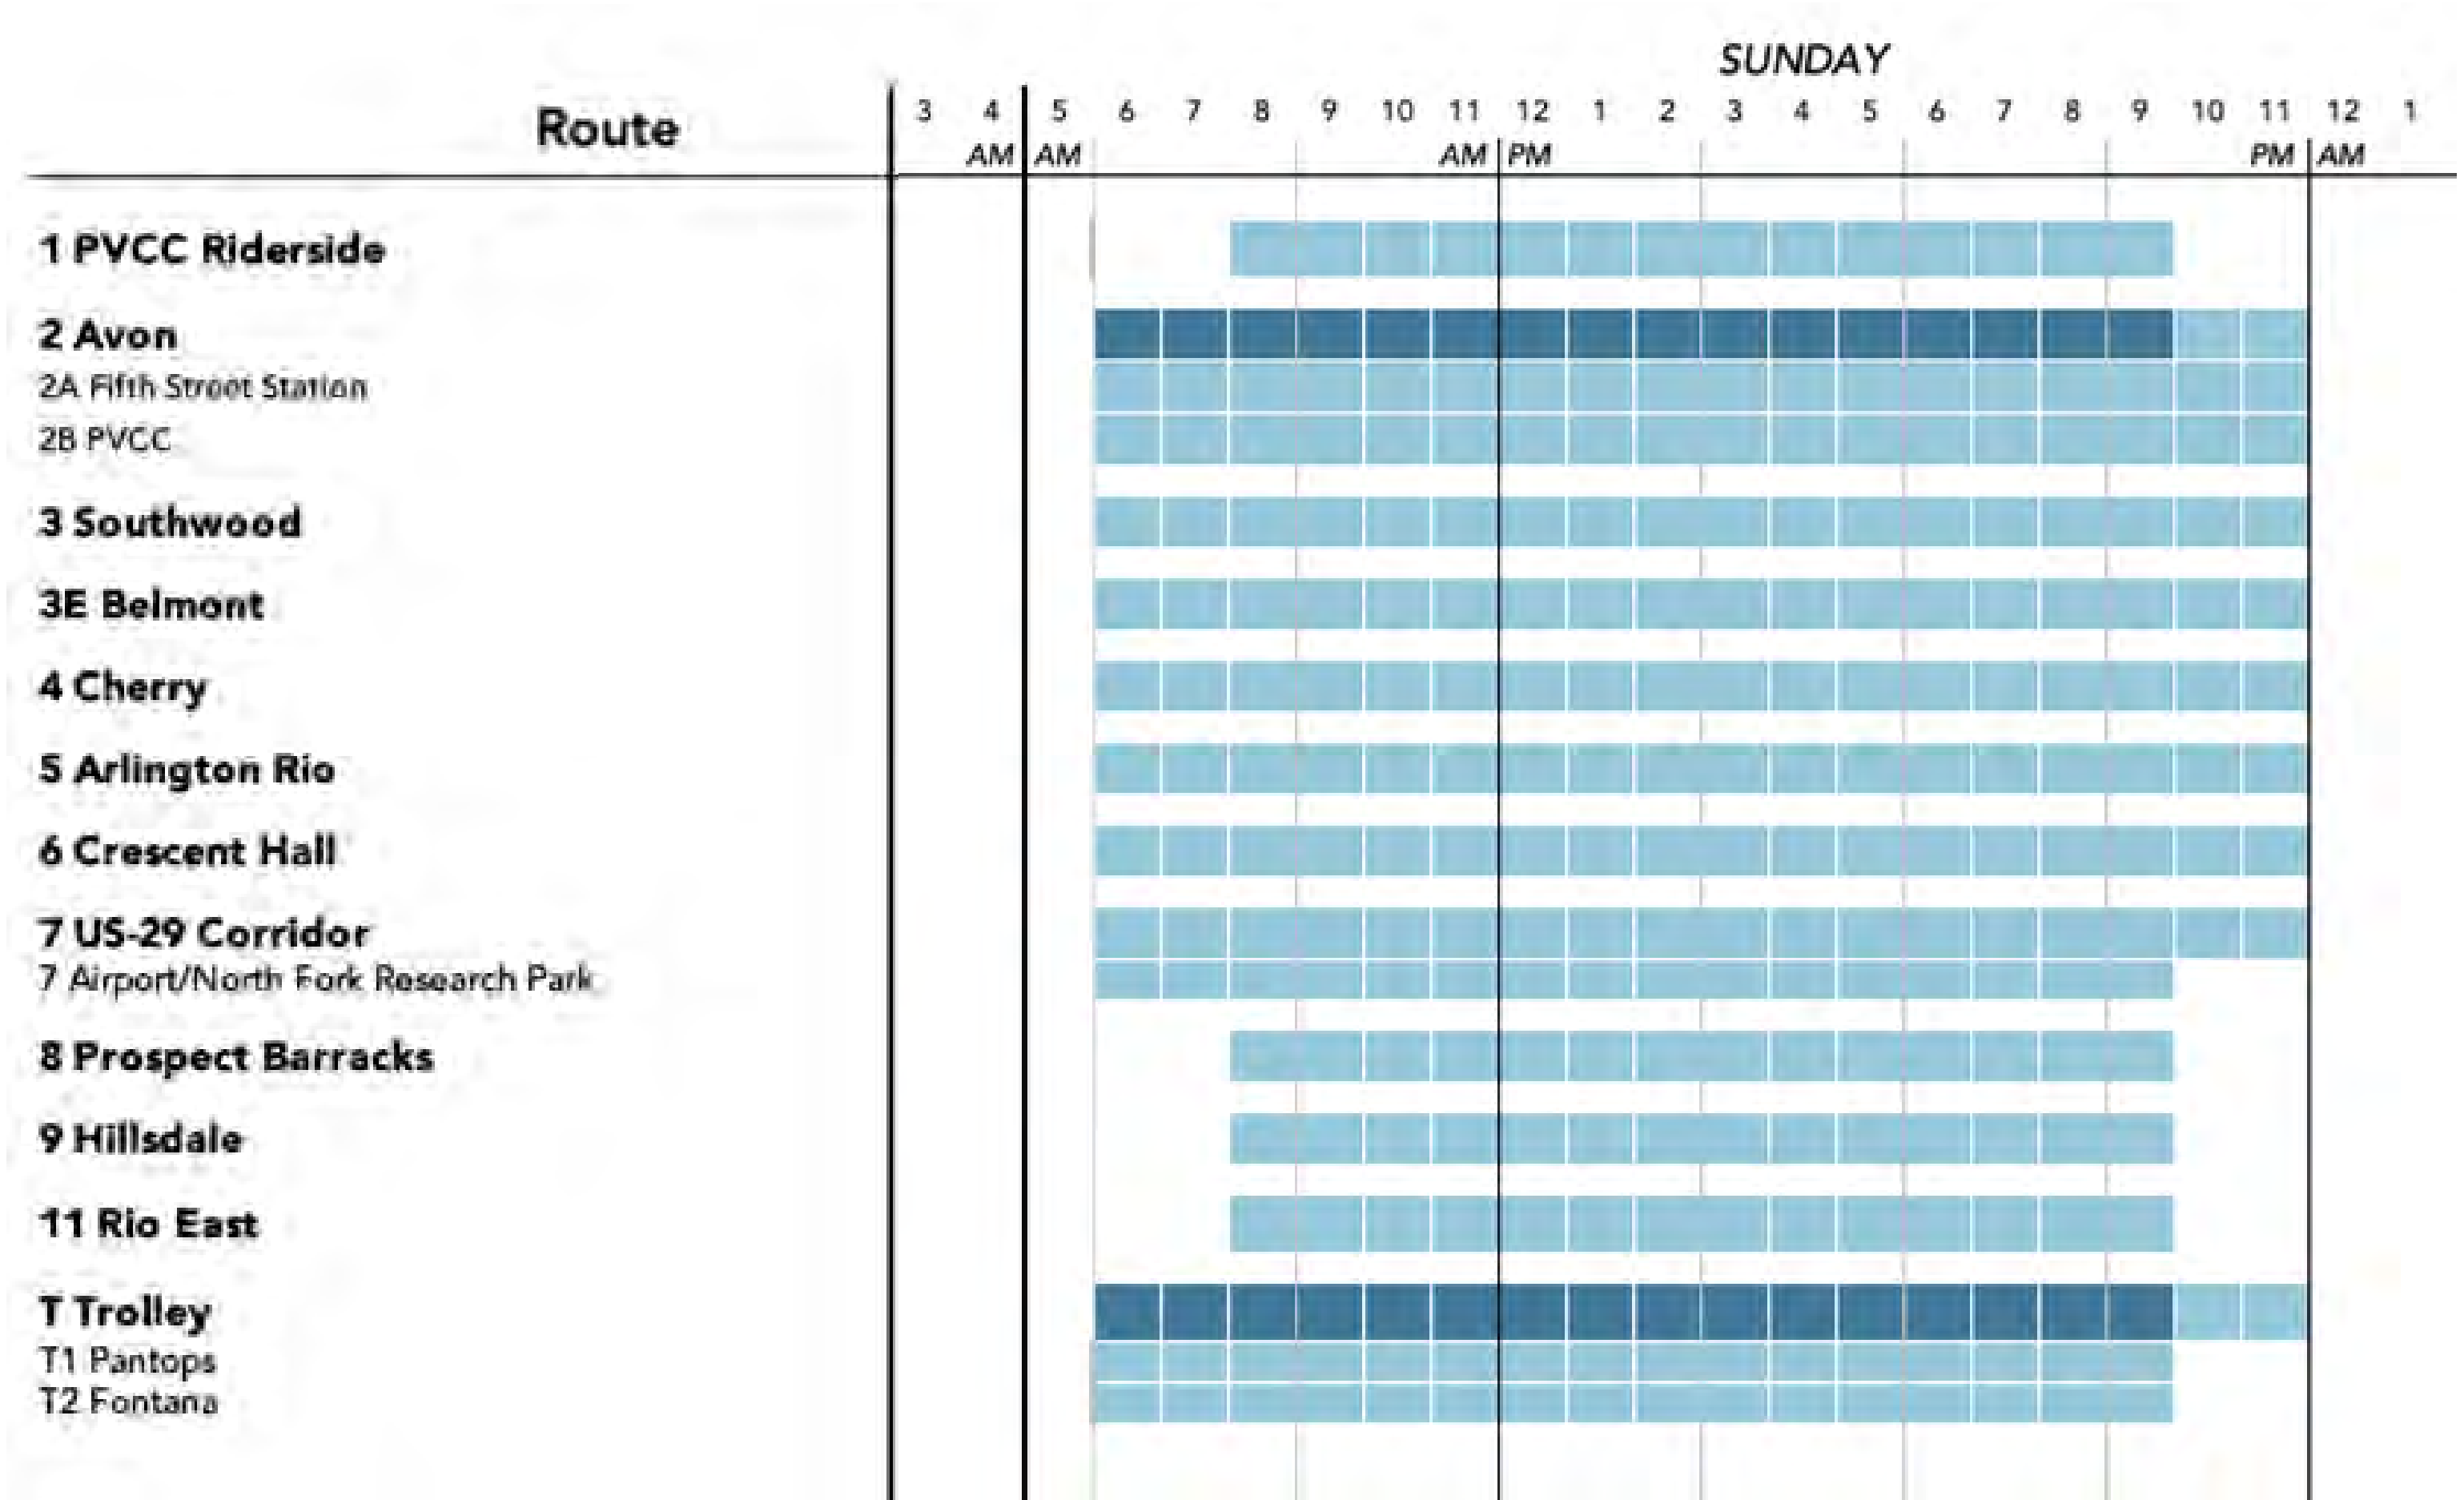 SUNDAY
Route
3 4 5 6 7 8 9 10 11 12 1 2 3 4 5 6 7 8 9 10 11 12 1
AM AM AM PM PM AM
1 PVCC Riderside
2 Avon
2A Fifth Street Station
2B PVCC
3 Southwood
3E Belmont
4 Cherry
5 Arlington Rio
6 Crescent Hall
7 US-29 Corridor
7 Airport/North Fork Research Park
8 Prospect Barracks
9 Hillsdale
11 Rio East
T Trolley
T1 Pantops
T2 Fontana